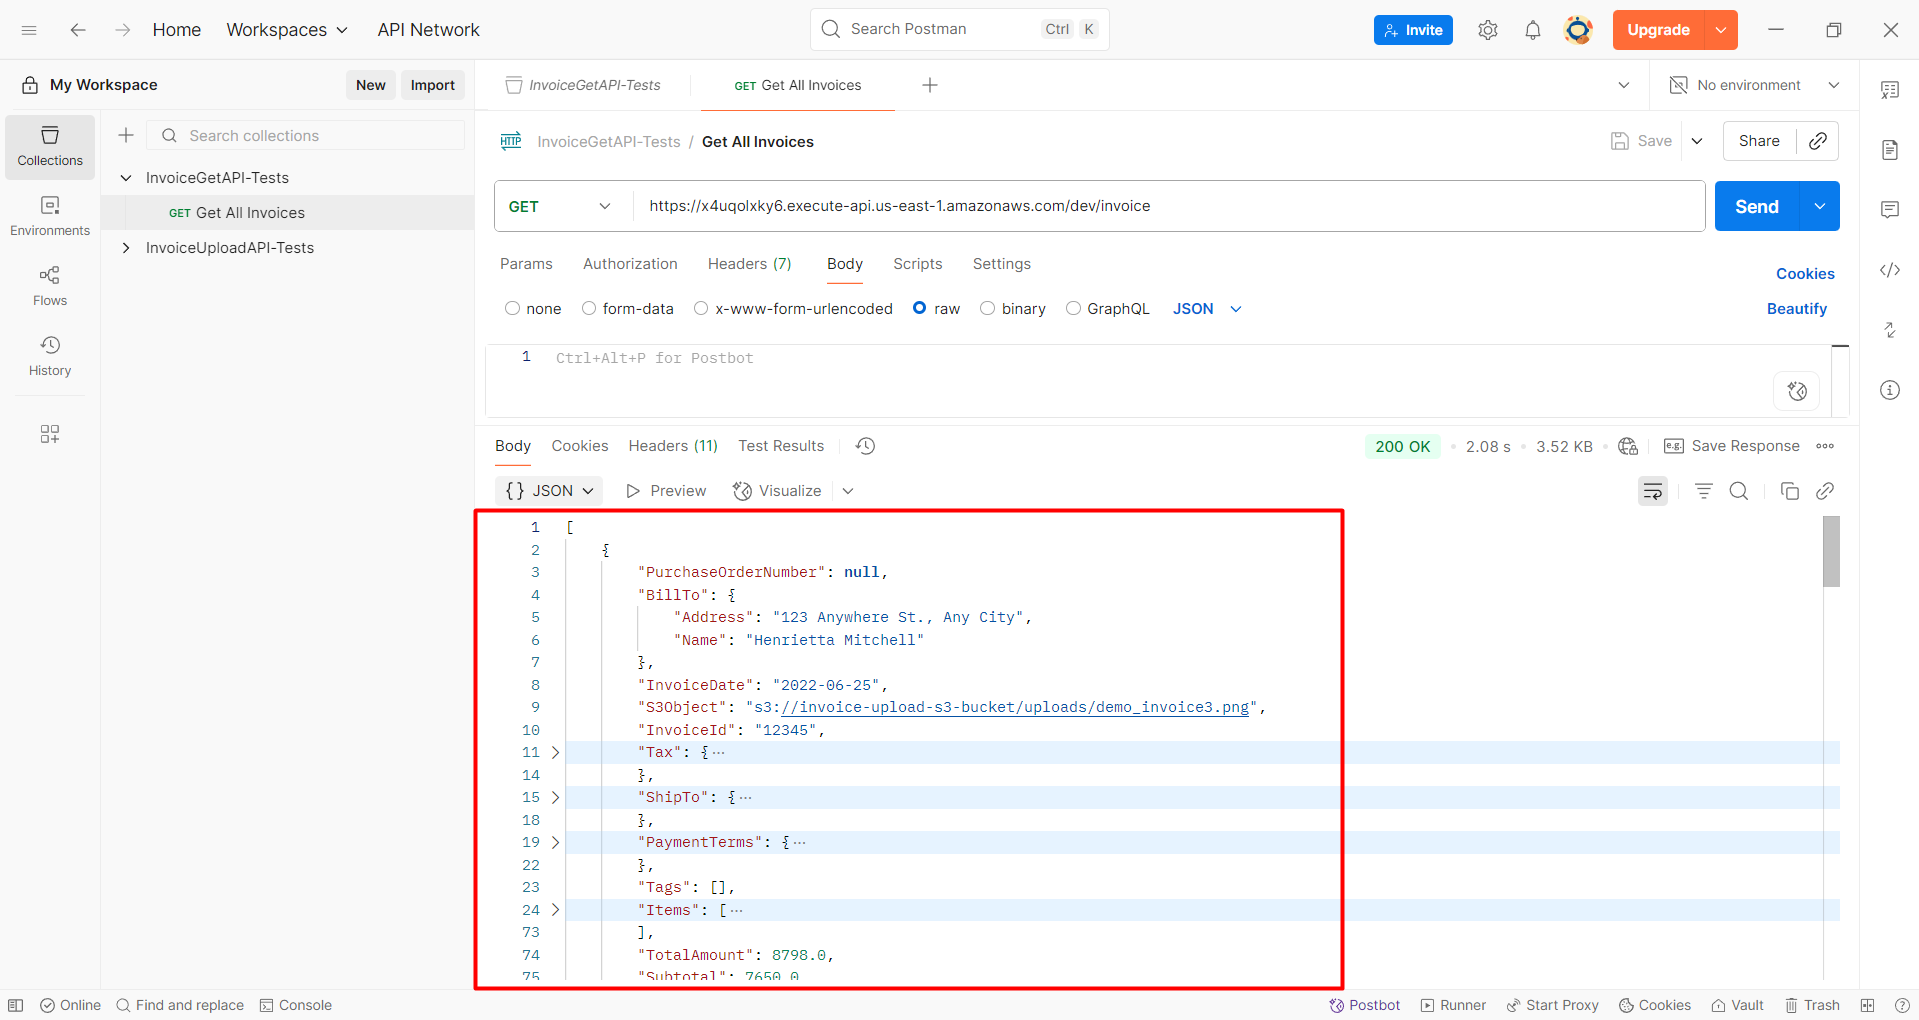 Home Workspaces API Network Search Postman Ctrl K Invite Upgrade
My Workspace New Import InvoiceGetAPI-Tests GET Get All Invoices No environment
Collections
Environments
Flows
History
Search collections
InvoiceGetAPI-Tests
GET Get All Invoices
InvoiceUploadAPI-Tests
HTTP InvoiceGetAPI-Tests / Get All Invoices Save Share
GET https://x4uqolxky6.execute-api.us-east-1.amazonaws.com/dev/invoice Send
Params Authorization Headers (7) Body Scripts Settings Cookies
none form-data x-www-form-urlencoded raw binary GraphQL JSON Beautify
1 Ctrl+Alt+P for Postbot
Body Cookies Headers (11) Test Results 200 OK • 2.08 s • 3.52 KB • e.g. Save Response
{} JSON Preview Visualize
1 [
2 {
3 "PurchaseOrderNumber": null,
4 "BillTo": {
5 "Address": "123 Anywhere St., Any City",
6 "Name": "Henrietta Mitchell"
7 },
8 "InvoiceDate": "2022-06-25",
9 "S3Object": "s3://invoice-upload-s3-bucket/uploads/demo_invoice3.png",
10 "InvoiceId": "12345",
11 "Tax": {···
14 },
15 "ShipTo": {···
18 },
19 "PaymentTerms": {···
22 },
23 "Tags": [],
24 "Items": [···
73 ],
74 "TotalAmount": 8798.0,
75 "Subtotal": 7650.0
Online Find and replace Console Postbot Runner Start Proxy Cookies Vault Trash